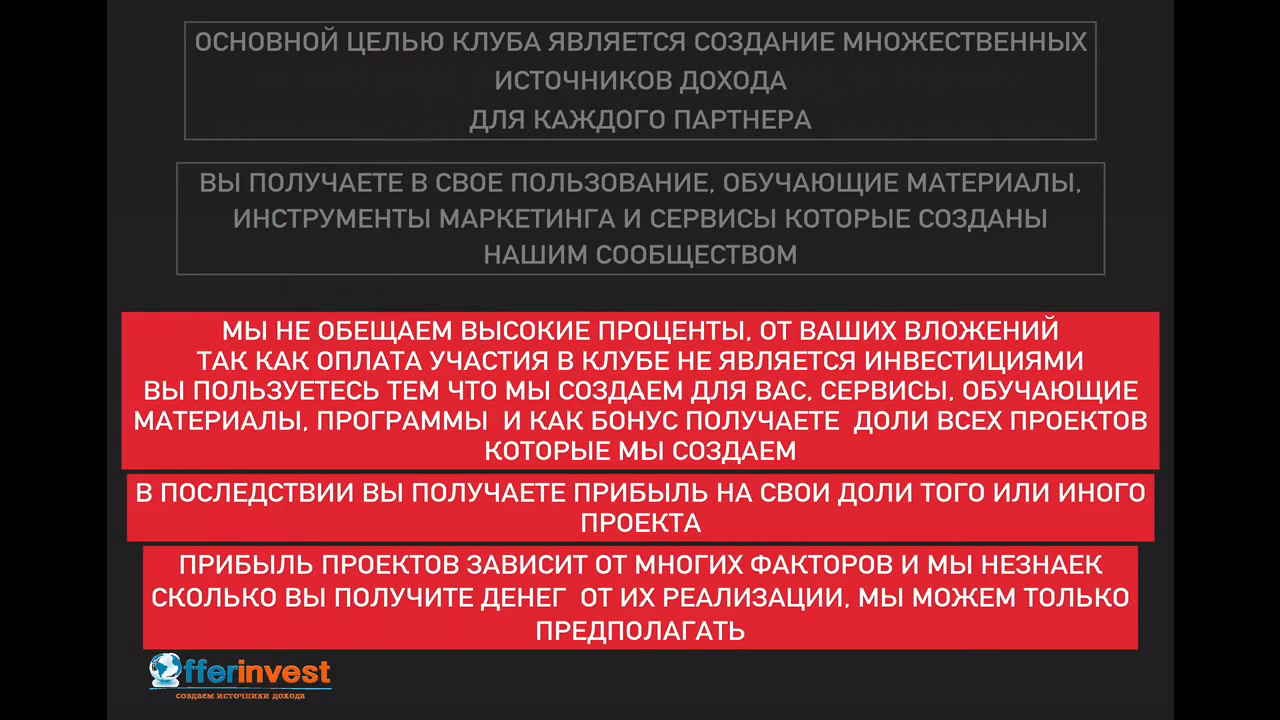 ОСНОВНОЙ ЦЕЛЬЮ КЛУБА ЯВЛЯЕТСЯ СОЗДАНИЕ МНОЖЕСТВЕННЫХ
ИСТОЧНИКОВ ДОХОДА
ДЛЯ КАЖДОГО ПАРТНЕРА
ВЫ ПОЛУЧАЕТЕ В СВОЕ ПОЛЬЗОВАНИЕ, ОБУЧАЮЩИЕ МАТЕРИАЛЫ,
ИНСТРУМЕНТЫ МАРКЕТИНГА И СЕРВИСЫ КОТОРЫЕ СОЗДАНЫ
НАШИМ СООБЩЕСТВОМ
МЫ НЕ ОБЕЩАЕМ ВЫСОКИЕ ПРОЦЕНТЫ, ОТ ВАШИХ ВЛОЖЕНИЙ
ТАК КАК ОПЛАТА УЧАСТИЯ В КЛУБЕ НЕ ЯВЛЯЕТСЯ ИНВЕСТИЦИЯМИ
ВЫ ПОЛЬЗУЕТЕСЬ ТЕМ ЧТО МЫ СОЗДАЕМ ДЛЯ ВАС, СЕРВИСЫ, ОБУЧАЮЩИЕ
МАТЕРИАЛЫ, ПРОГРАММЫ И КАК БОНУС ПОЛУЧАЕТЕ ДОЛИ ВСЕХ ПРОЕКТОВ
КОТОРЫЕ МЫ СОЗДАЕМ
В ПОСЛЕДСТВИИ ВЫ ПОЛУЧАЕТЕ ПРИБЫЛЬ НА СВОИ ДОЛИ ТОГО ИЛИ ИНОГО
ПРОЕКТА
ПРИБЫЛЬ ПРОЕКТОВ ЗАВИСИТ ОТ МНОГИХ ФАКТОРОВ И МЫ НЕЗНАЕК
СКОЛЬКО ВЫ ПОЛУЧИТЕ ДЕНЕГ ОТ ИХ РЕАЛИЗАЦИИ, МЫ МОЖЕМ ТОЛЬКО
ПРЕДПОЛАГАТЬ
Offerinvest
создаем источники дохода